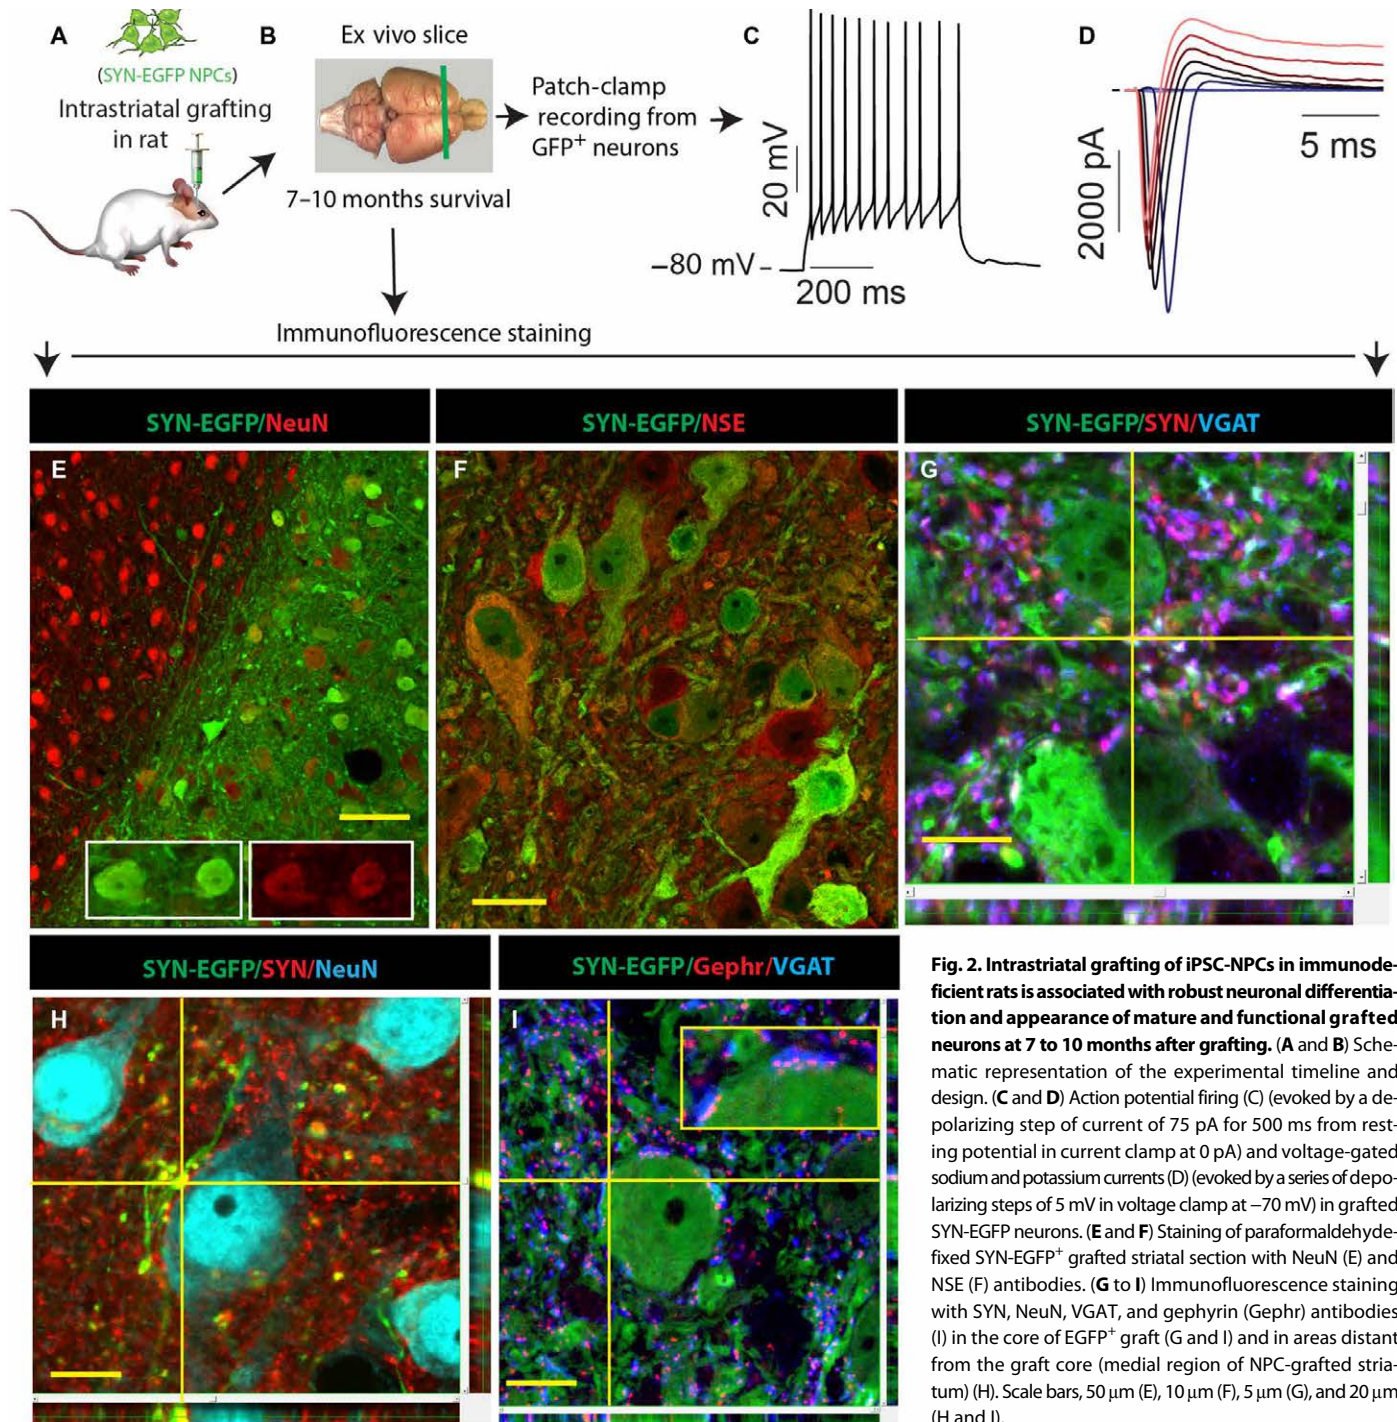 A
(SYN-EGFP NPCs)
Intrastriatal grafting
in rat
B
Ex vivo slice
7–10 months survival
Patch-clamp
recording from
GFP+ neurons
C
20 mV
–80 mV –
200 ms
D
2000 pA
5 ms
Immunofluorescence staining
SYN-EGFP/NeuN
E
SYN-EGFP/NSE
F
SYN-EGFP/SYN/VGAT
G
SYN-EGFP/SYN/NeuN
H
SYN-EGFP/Gephr/VGAT
I
Fig. 2. Intrastriatal grafting of iPSC-NPCs in immunode-
ficient rats is associated with robust neuronal differentia-
tion and appearance of mature and functional grafted
neurons at 7 to 10 months after grafting. (A and B) Sche-
matic representation of the experimental timeline and
design. (C and D) Action potential firing (C) (evoked by a de-
polarizing step of current of 75 pA for 500 ms from rest-
ing potential in current clamp at 0 pA) and voltage-gated
sodium and potassium currents (D) (evoked by a series of depo-
larizing steps of 5 mV in voltage clamp at −70 mV) in grafted
SYN-EGFP neurons. (E and F) Staining of paraformaldehyde-
fixed SYN-EGFP+ grafted striatal section with NeuN (E) and
NSE (F) antibodies. (G to I) Immunofluorescence staining
with SYN, NeuN, VGAT, and gephyrin (Gephr) antibodies
(I) in the core of EGFP+ graft (G and I) and in areas distant
from the graft core (medial region of NPC-grafted stria-
tum) (H). Scale bars, 50 μm (E), 10 μm (F), 5 μm (G), and 20 μm
(H and I).